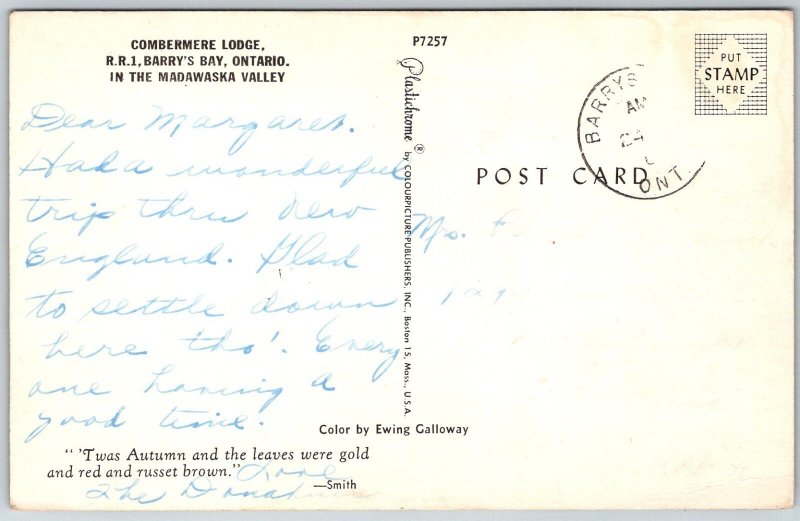 COMBERMERE LODGE,
R.R.1, BARRY'S BAY, ONTARIO.
IN THE MADAWASKA VALLEY
Dear Margaret.
Had a wonderful
trip thru New
England. Glad
to settle down
here tho'. Every
one having a
good time.
" 'Twas Autumn and the leaves were gold
and red and russet brown."
—Smith
Love
The
P7257
Plastichrome ® by COLOURPICTURE PUBLISHERS, INC., Boston 15, Mass., U.S.A.
Color by Ewing Galloway
PUT
STAMP
HERE
BARRYS
AM
24
ONT.
POST CARD
Ms.